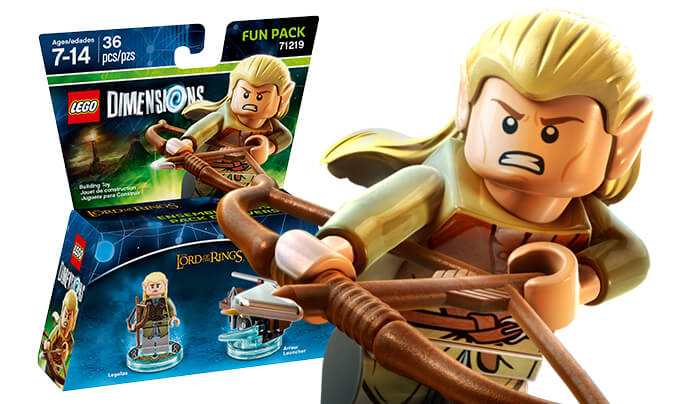 Ages/edades
7-14
36
pcs/pzs
FUN PACK
71219
LEGO DIMENSIONS
Building Toy
Jouet de construction
Juguete para Construir
THE LORD OF THE RINGS
LEGO DIMENSIONS
THE LORD OF THE RINGS
Legolas
Arrow
Launcher